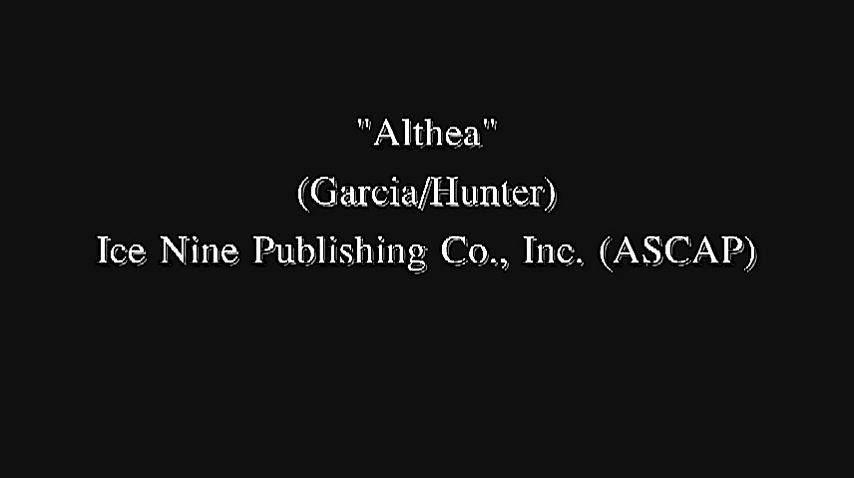 "Althea"
(Garcia/Hunter)
Ice Nine Publishing Co., Inc. (ASCAP)